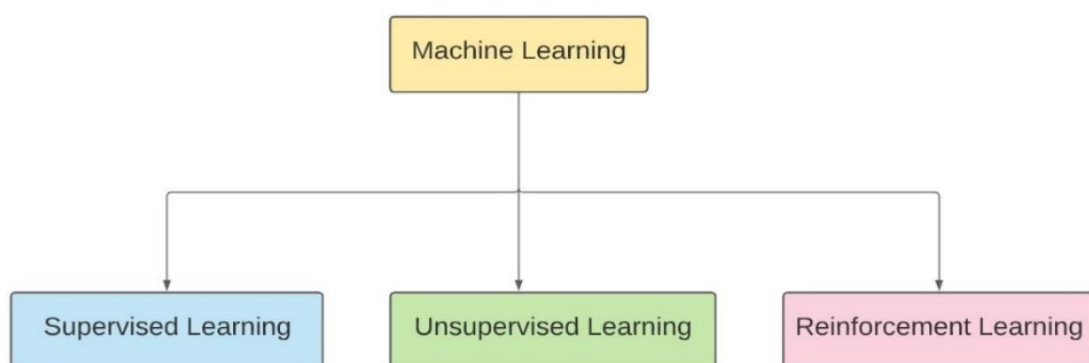 Machine Learning
Supervised Learning
Unsupervised Learning
Reinforcement Learning